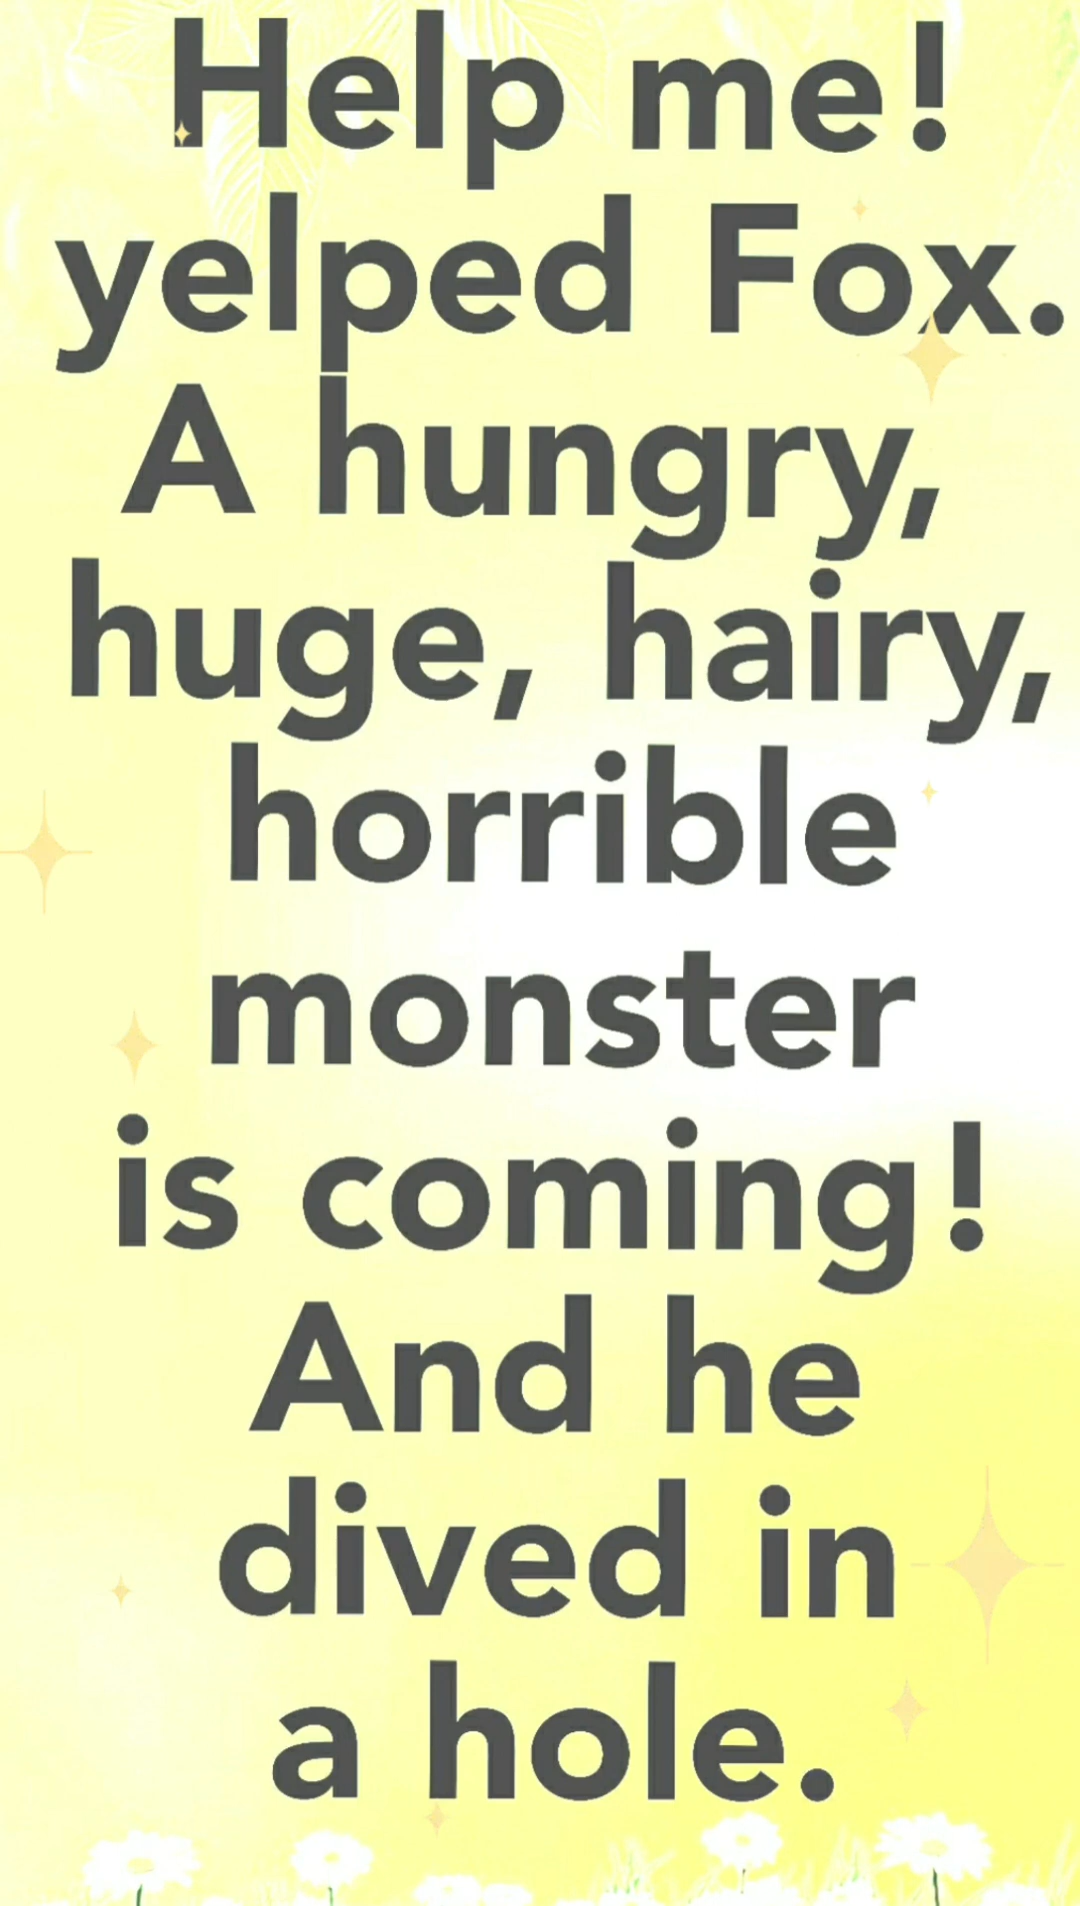 Help me!
yelped Fox.
A hungry,
huge, hairy,
horrible
monster
is coming!
And he
dived in
a hole.